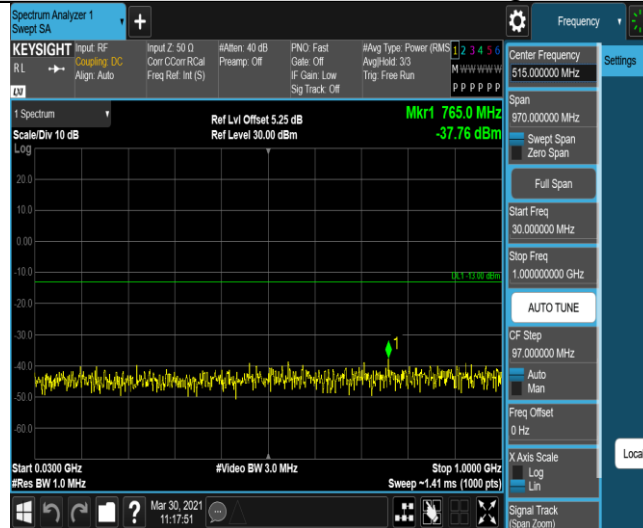 Spectrum Analyzer 1
Swept SA
+
Frequency
KEYSIGHT
RL
LXI
Input: RF
Coupling: DC
Align: Auto
Input Z: 50 Ω
Corr CCorr RCal
Freq Ref: Int (S)
#Atten: 40 dB
Preamp: Off
PNO: Fast
Gate: Off
IF Gain: Low
Sig Track: Off
#Avg Type: Power (RMS
Avg|Hold: 3/3
Trig: Free Run
1 2 3 4 5 6
M W W W W W
P P P P P P
1 Spectrum
Scale/Div 10 dB
Log
Ref Lvl Offset 5.25 dB
Ref Level 30.00 dBm
Mkr1 765.0 MHz
-37.76 dBm
20.0
10.0
0.00
-10.0
DL1 -13.00 dBm
-20.0
-30.0
1
-40.0
-50.0
-60.0
Start 0.0300 GHz
#Video BW 3.0 MHz
Stop 1.0000 GHz
#Res BW 1.0 MHz
Sweep ~1.41 ms (1000 pts)
Mar 30, 2021
11:17:51
?
Center Frequency
515.000000 MHz
Settings
Span
970.000000 MHz
Swept Span
Zero Span
Full Span
Start Freq
30.000000 MHz
Stop Freq
1.000000000 GHz
AUTO TUNE
CF Step
97.000000 MHz
Auto
Man
Freq Offset
0 Hz
X Axis Scale
Log
Lin
Loca
Signal Track
(Span Zoom)